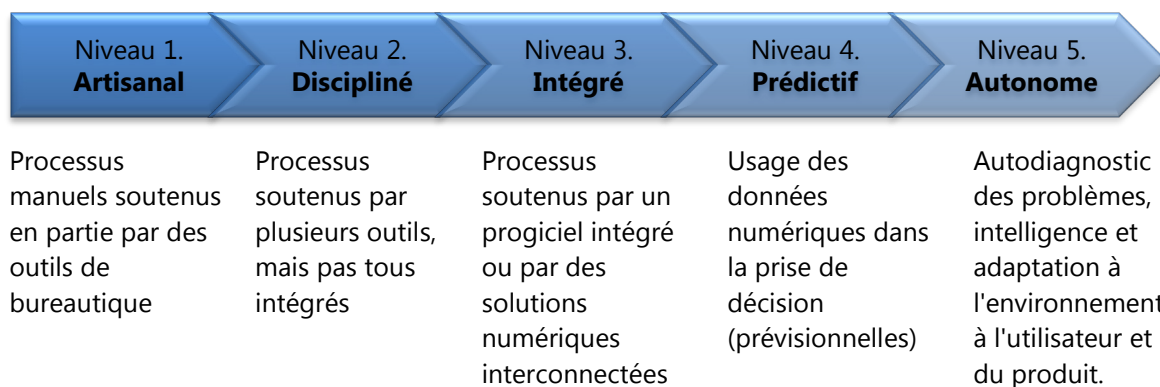 Niveau 1.
Artisanal
Niveau 2.
Discipliné
Niveau 3.
Intégré
Niveau 4.
Prédictif
Niveau 5.
Autonome
Processus
manuels soutenus
en partie par des
outils de
bureautique
Processus
soutenus par
plusieurs outils,
mais pas tous
intégrés
Processus
soutenus par un
progiciel intégré
ou par des
solutions
numériques
interconnectées
Usage des
données
numériques dans
la prise de
décision
(prévisionnelles)
Autodiagnostic
des problèmes,
intelligence et
adaptation à
l'environnement
à l'utilisateur et
du produit.